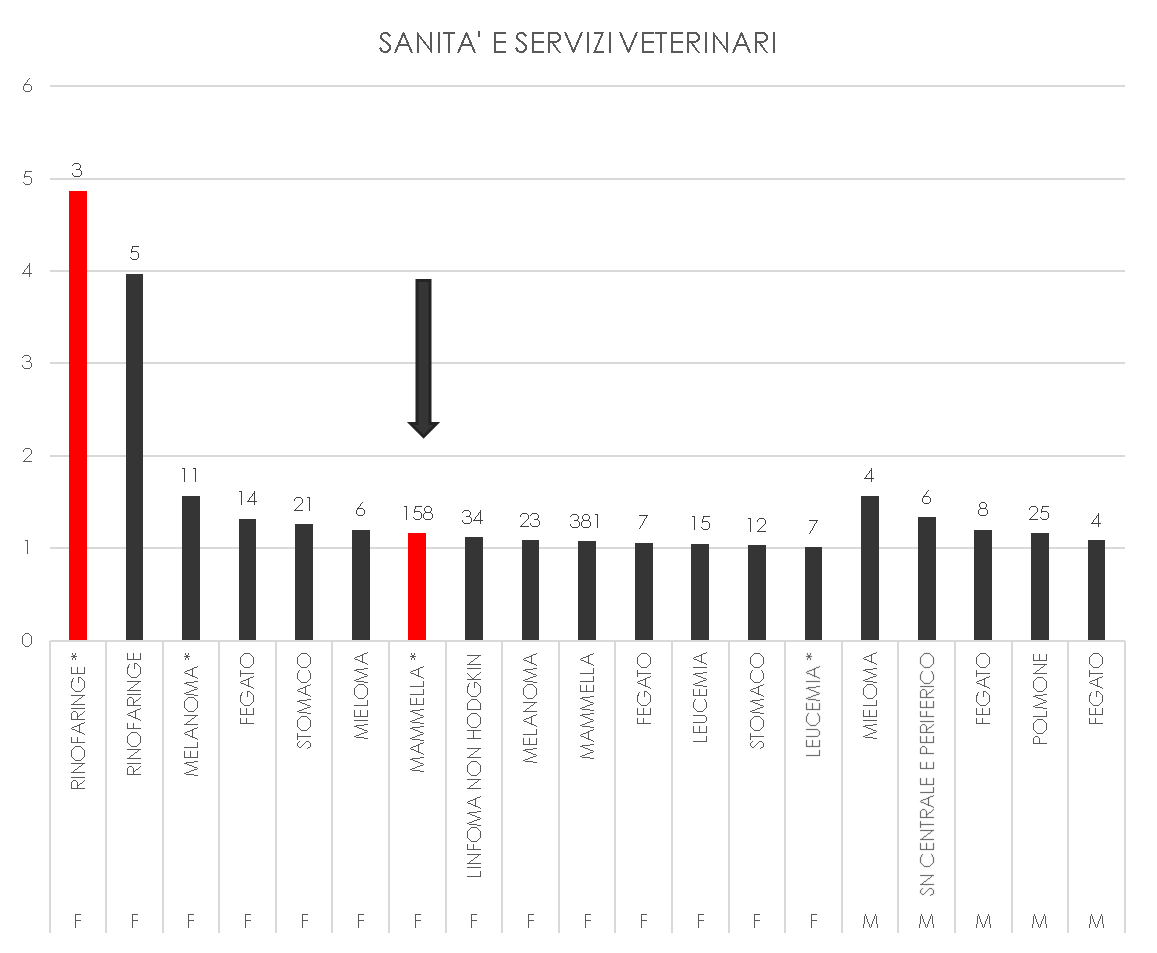 SANITA' E SERVIZI VETERINARI
6
5
4
3
2
1
0
3
5
11
14
21
6
158
34
23
381
7
15
12
7
4
6
8
25
4
RINOFARINGE *
RINOFARINGE
MELANOMA *
FEGATO
STOMACO
MIELOMA
MAMMELLA *
LINFOMA NON HODGKIN
MELANOMA
MAMMELLA
FEGATO
LEUCEMIA
STOMACO
LEUCEMIA *
MIELOMA
SN CENTRALE E PERIFERICO
FEGATO
POLMONE
FEGATO
F F F F F F F F F F F F F F M M M M M